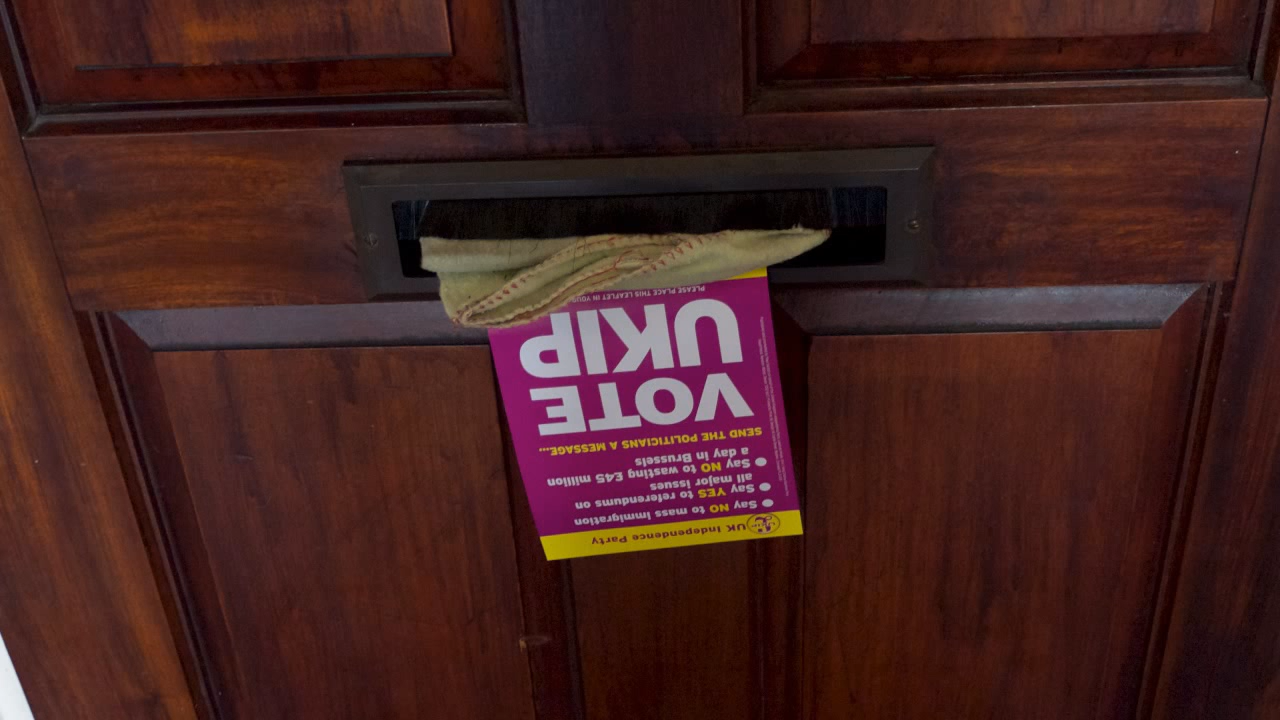 UK Independence Party
Say NO to mass immigration
Say YES to referendums on
all major issues
Say NO to wasting £45 million
a day in Brussels
SEND THE POLITICIANS A MESSAGE...
VOTE
UKIP
PLEASE PLACE THIS LEAFLET IN YOUR